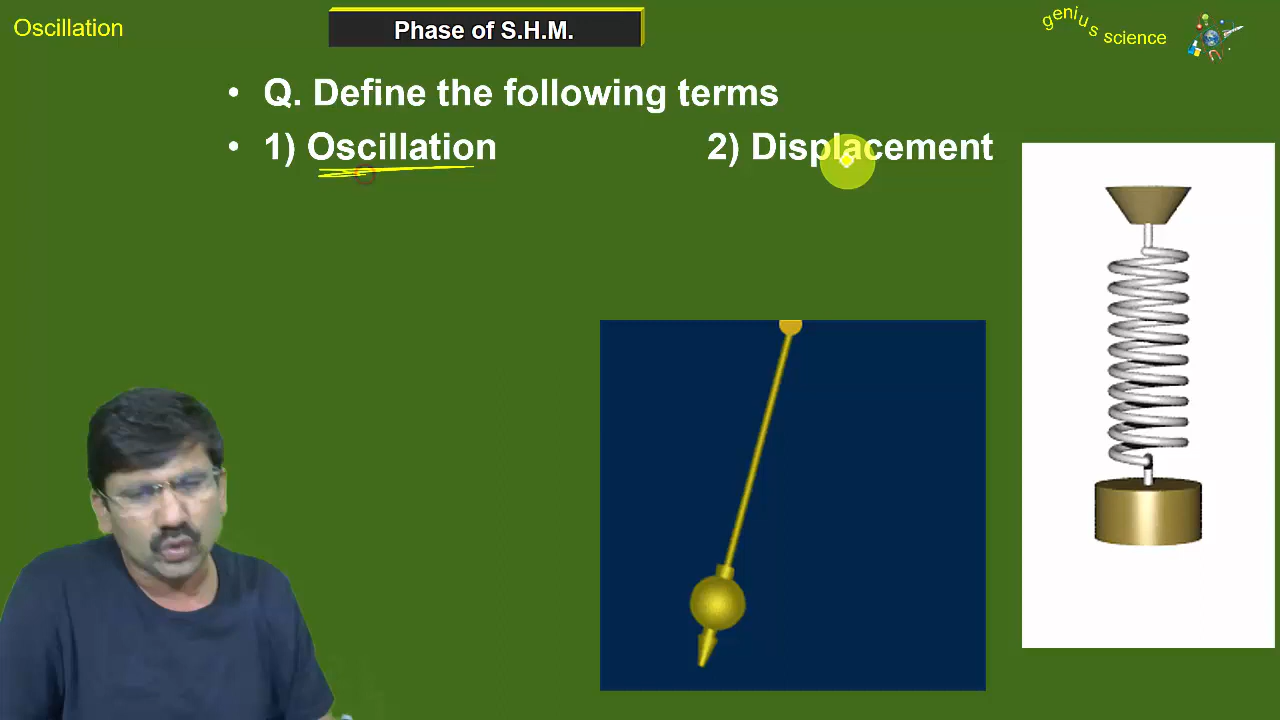 Oscillation
Phase of S.H.M.
genius science
• Q. Define the following terms
• 1) Oscillation 2) Displacement